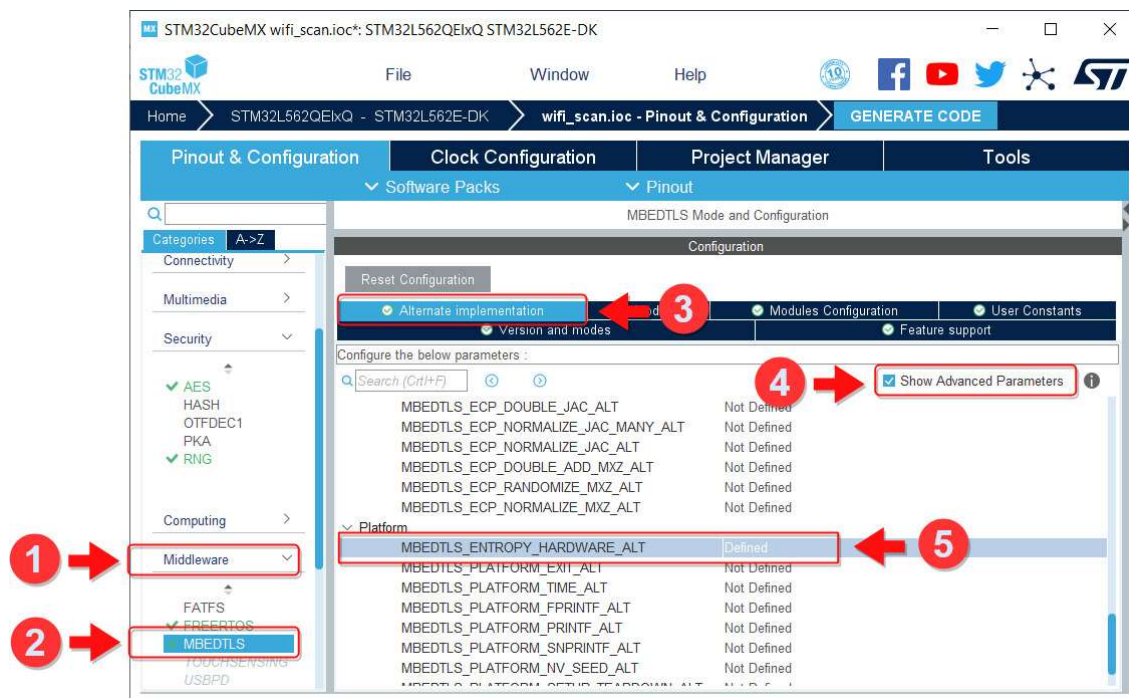 MX STM32CubeMX wifi_scan.ioc*: STM32L562QEIxQ STM32L562E-DK
STM32 CubeMX
File Window Help 10 ST
Home STM32L562QEIxQ - STM32L562E-DK wifi_scan.ioc - Pinout & Configuration GENERATE CODE
Pinout & Configuration Clock Configuration Project Manager Tools
Software Packs Pinout
MBEDTLS Mode and Configuration
Categories A->Z
Connectivity
Multimedia
Security
AES
HASH
OTFDEC1
PKA
RNG
Computing
1 Middleware
FATFS
FREERTOS
2 MBEDTLS
TOUCHSENSING
USBPD
Configuration
Reset Configuration
Alternate implementation 3 Modules Configuration User Constants
Version and modes Feature support
Configure the below parameters :
Search (Crtl+F) 4 Show Advanced Parameters
MBEDTLS_ECP_DOUBLE_JAC_ALT Not Defined
MBEDTLS_ECP_NORMALIZE_JAC_MANY_ALT Not Defined
MBEDTLS_ECP_NORMALIZE_JAC_ALT Not Defined
MBEDTLS_ECP_DOUBLE_ADD_MXZ_ALT Not Defined
MBEDTLS_ECP_RANDOMIZE_MXZ_ALT Not Defined
MBEDTLS_ECP_NORMALIZE_MXZ_ALT Not Defined
Platform
MBEDTLS_ENTROPY_HARDWARE_ALT Defined 5
MBEDTLS_PLATFORM_EXIT_ALT Not Defined
MBEDTLS_PLATFORM_TIME_ALT Not Defined
MBEDTLS_PLATFORM_FPRINTF_ALT Not Defined
MBEDTLS_PLATFORM_PRINTF_ALT Not Defined
MBEDTLS_PLATFORM_SNPRINTF_ALT Not Defined
MBEDTLS_PLATFORM_NV_SEED_ALT Not Defined
MBEDTLS_PLATFORM_SETUP_TEARDOWN_ALT Not Defined